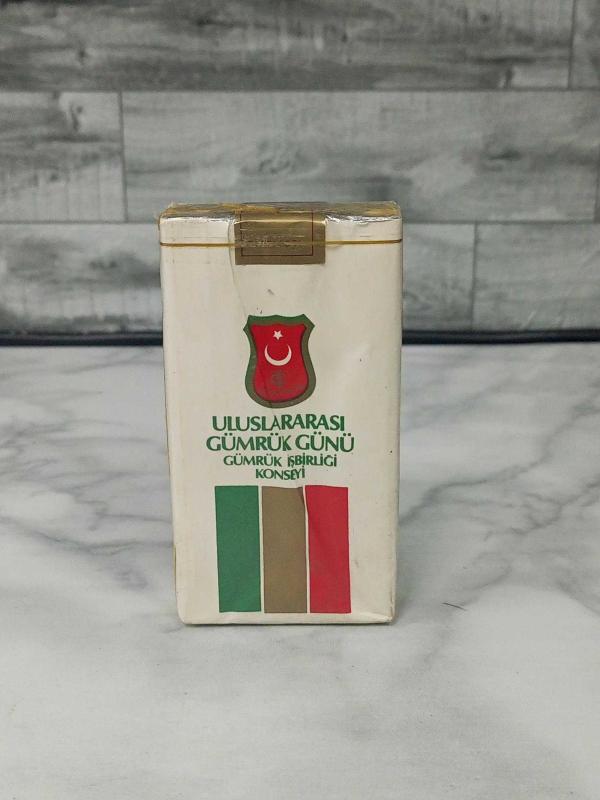 ULUSLARARASI
GÜMRÜK GÜNÜ
GÜMRÜK İŞBİRLİĞİ
KONSEYİ